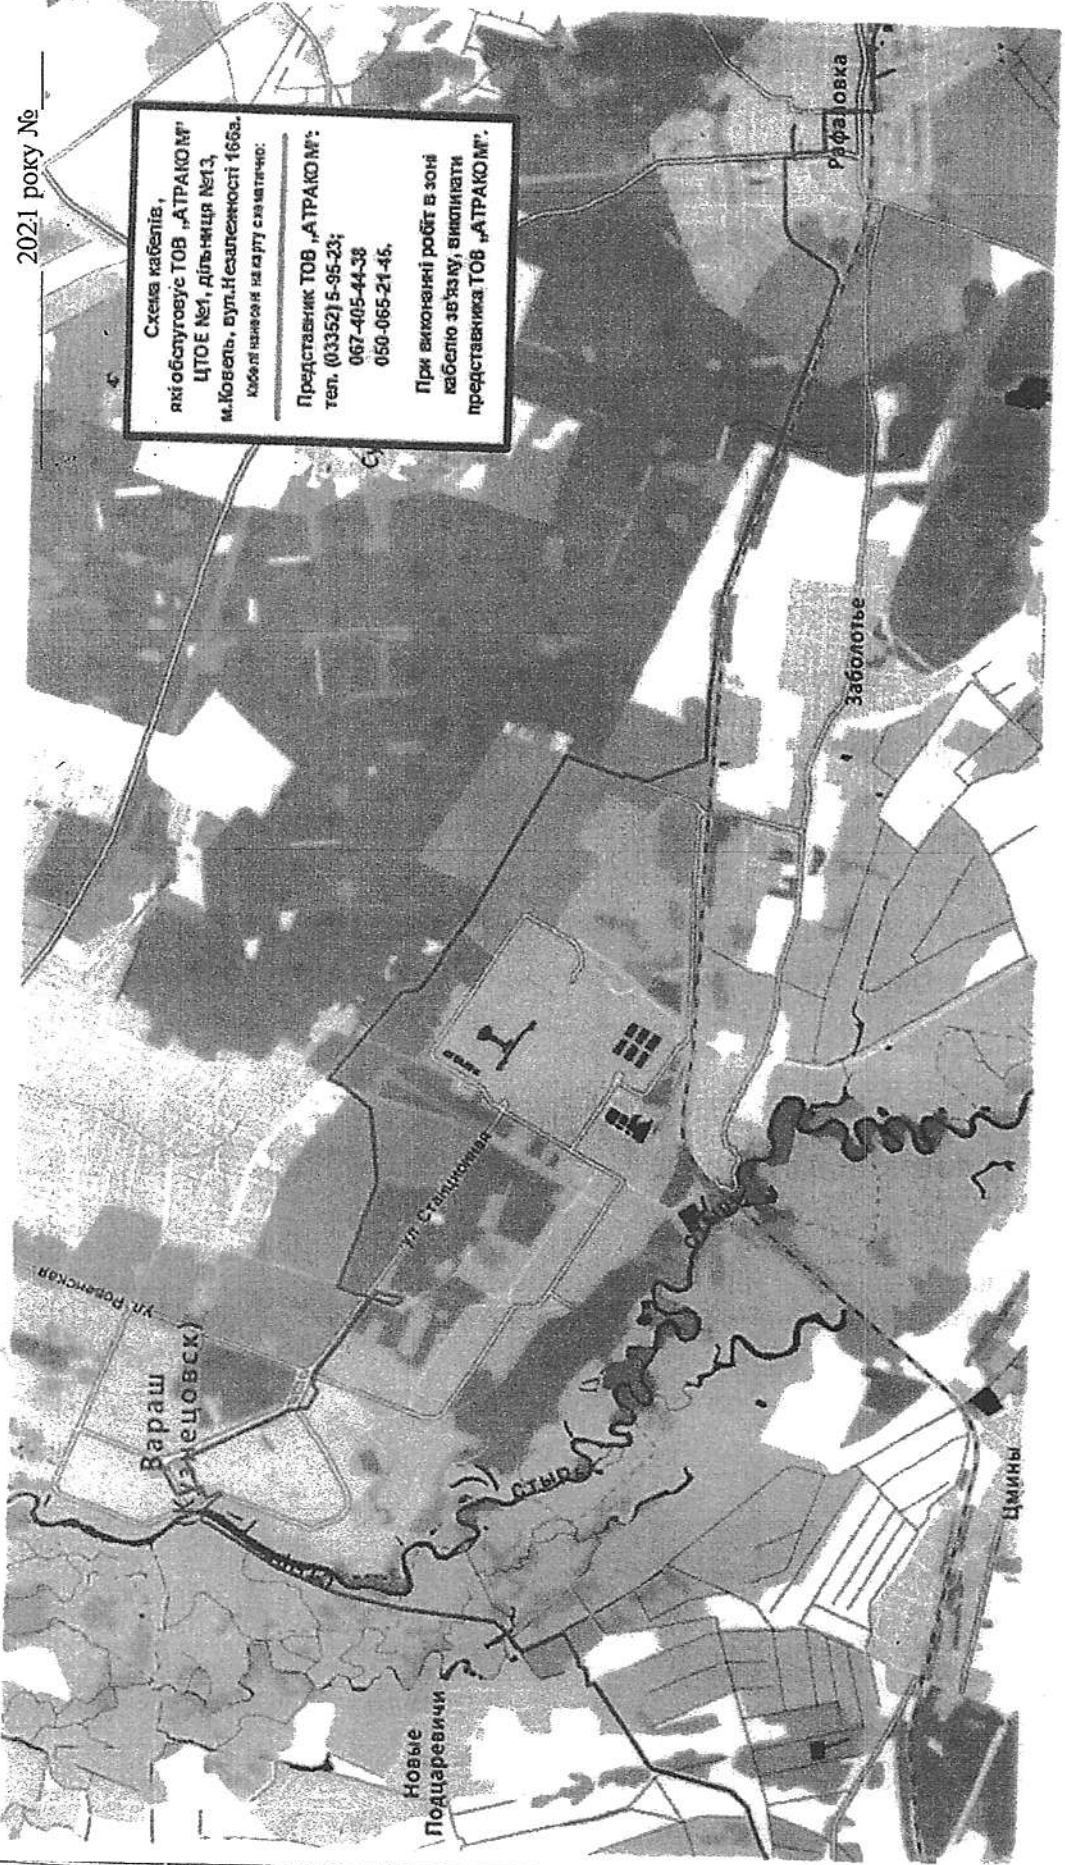 2021 року №
Схема кабелів,
які обслуговує ТОВ „АТРАКОМ"
ЦТОЕ №1, дільниця №13,
м.Ковель, вул.Незалежності 166а.
Кабелі нанесені на карту схематично:
Представник ТОВ „АТРАКОМ":
тел. (03352) 5-95-23;
067-405-44-38
050-065-21-45.
При виконанні робіт в зоні
кабелю зв'язку, викликати
представника ТОВ „АТРАКОМ".
Рафаловка
Су
Заболотье
ул. Станционная
ул. Ровенская
Вараш
(Кузнецовск)
Стырь
Цмины
Новые
Подцаревичи